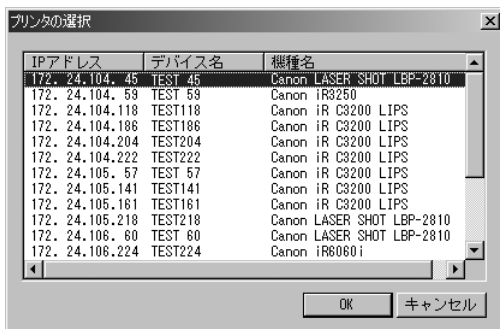 プリンタの選択
IPアドレス デバイス名 機種名
172. 24.104. 45 TEST 45 Canon LASER SHOT LBP-2810
172. 24.104. 59 TEST 59 Canon iR3250
172. 24.104.118 TEST118 Canon iR C3200 LIPS
172. 24.104.186 TEST186 Canon iR C3200 LIPS
172. 24.104.204 TEST204 Canon iR C3200 LIPS
172. 24.104.222 TEST222 Canon iR C3200 LIPS
172. 24.105. 57 TEST 57 Canon iR C3200 LIPS
172. 24.105.141 TEST141 Canon iR C3200 LIPS
172. 24.105.161 TEST161 Canon iR C3200 LIPS
172. 24.105.218 TEST218 Canon LASER SHOT LBP-2810
172. 24.106. 60 TEST 60 Canon LASER SHOT LBP-2810
172. 24.106.224 TEST224 Canon iR6060i
OK キャンセル